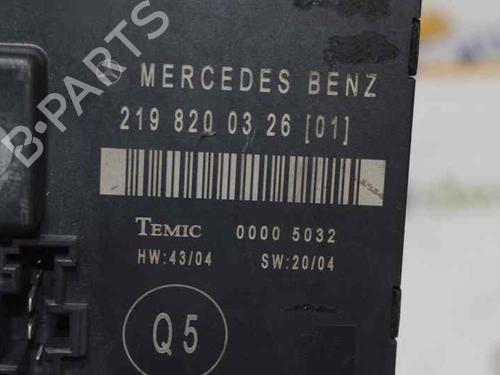 MERCEDES BENZ
219 820 03 26 [01]
TEMIC 0000 5032
HW:43/04 SW:20/04
Q5
B-PARTS